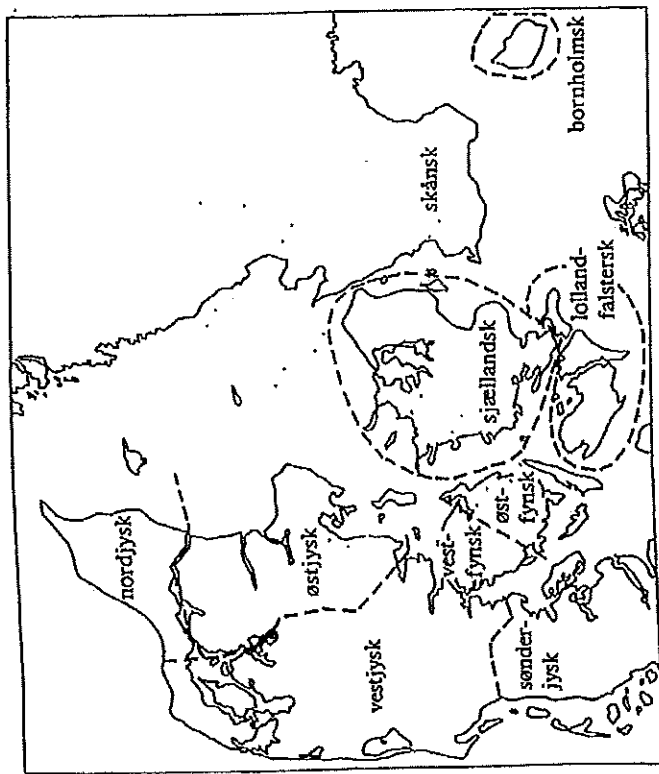 nordjysk
østjysk
vestjysk
sønder-
jysk
vest-
fynsk
øst-
fynsk
sjællandsk
lolland-
falstersk
skånsk
bornholmsk